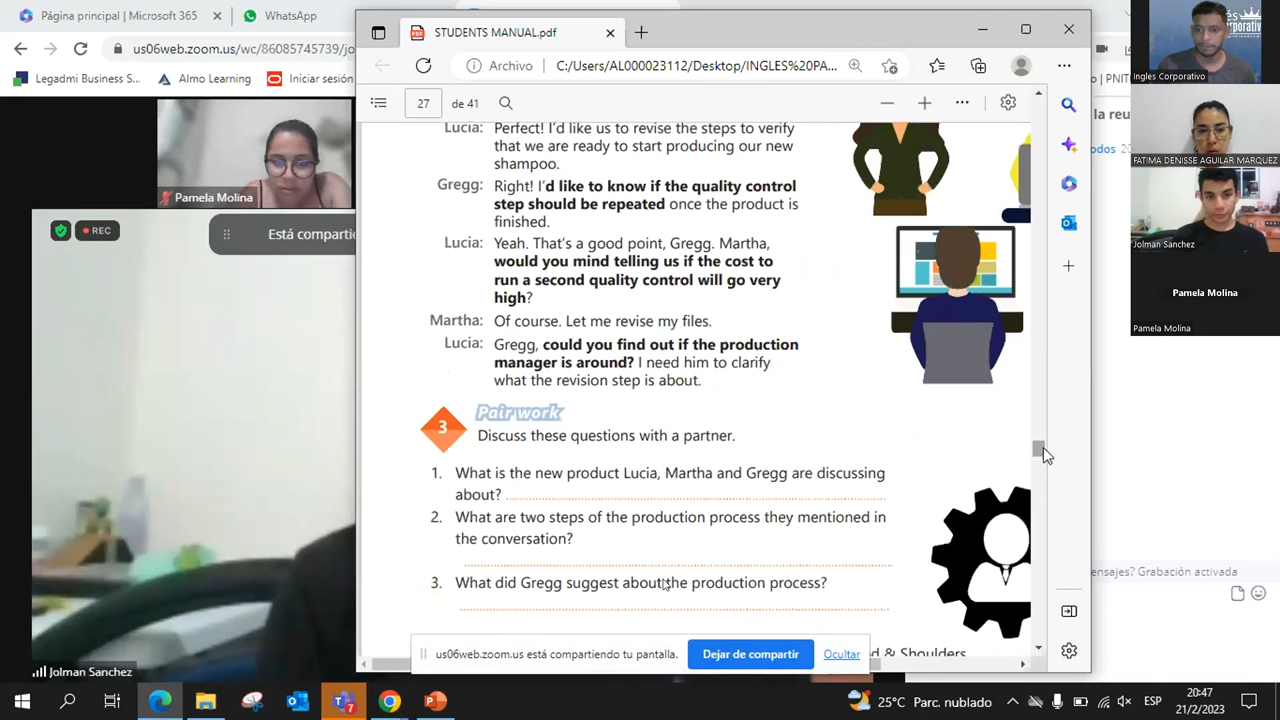 Página principal | Microsoft 365
WhatsApp
us06web.zoom.us/wc/86085745739/jo
Legadmi Business S...
Almo Learning
Iniciar sesión
STUDENTS MANUAL.pdf
Archivo
C:/Users/AL000023112/Desktop/INGLES%20PA...
27
de 41
Pamela Molina
REC
Está compartie
Lucia: Perfect! I'd like us to revise the steps to verify
that we are ready to start producing our new
shampoo.
Gregg: Right! I'd like to know if the quality control
step should be repeated once the product is
finished.
Lucia: Yeah. That's a good point, Gregg. Martha,
would you mind telling us if the cost to
run a second quality control will go very
high?
Martha: Of course. Let me revise my files.
Lucia: Gregg, could you find out if the production
manager is around? I need him to clarify
what the revision step is about.
3
Pair work
Discuss these questions with a partner.
1. What is the new product Lucia, Martha and Gregg are discussing
about?
2. What are two steps of the production process they mentioned in
the conversation?
3. What did Gregg suggest about the production process?
d & Shoulders
us06web.zoom.us está compartiendo tu pantalla.
Dejar de compartir
Ocultar
Jolman Sanchez
és
Corporativo
Ingles Corporativo
FATIMA DENISSE AGUILAR MARQUEZ
Jolman Sanchez
Pamela Molina
Pamela Molina
| PNIT
la reu
odos
ensajes? Grabación activada
25°C Parc. nublado
ESP
20:47
21/2/2023